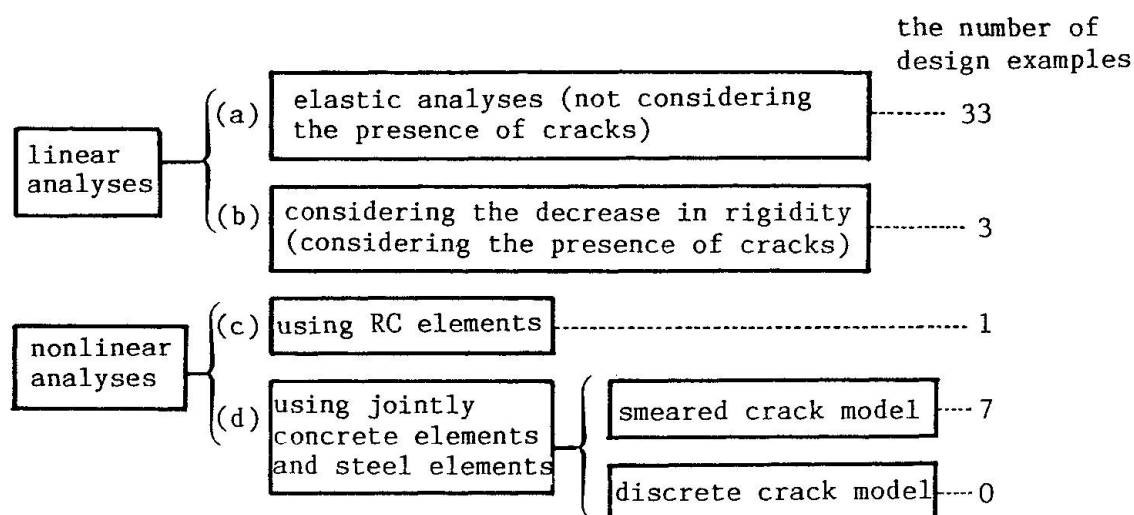 the number of
design examples
linear
analyses
(a)
elastic analyses (not considering
the presence of cracks)
33
(b)
considering the decrease in rigidity
(considering the presence of cracks)
3
nonlinear
analyses
(c)
using RC elements
1
(d)
using jointly
concrete elements
and steel elements
smeared crack model
7
discrete crack model
0